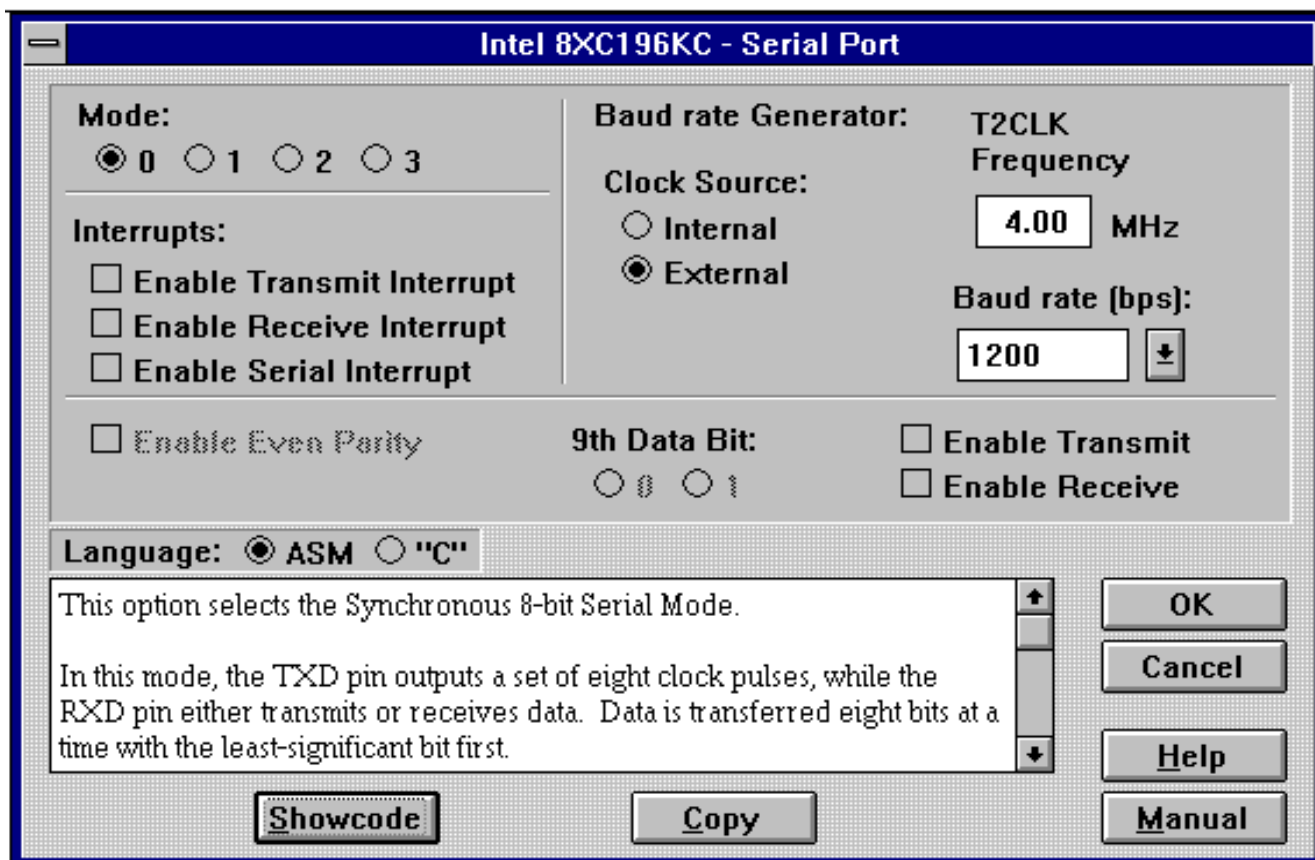 Intel 8XC196KC - Serial Port
Mode:
0 1 2 3
Interrupts:
Enable Transmit Interrupt
Enable Receive Interrupt
Enable Serial Interrupt
Baud rate Generator:
Clock Source:
Internal
External
T2CLK
Frequency
4.00 MHz
Baud rate (bps):
1200
Enable Even Parity
9th Data Bit:
0 1
Enable Transmit
Enable Receive
Language: ASM "C"
This option selects the Synchronous 8-bit Serial Mode.
In this mode, the TXD pin outputs a set of eight clock pulses, while the
RXD pin either transmits or receives data. Data is transferred eight bits at a
time with the least-significant bit first.
OK
Cancel
Help
Manual
Showcode
Copy